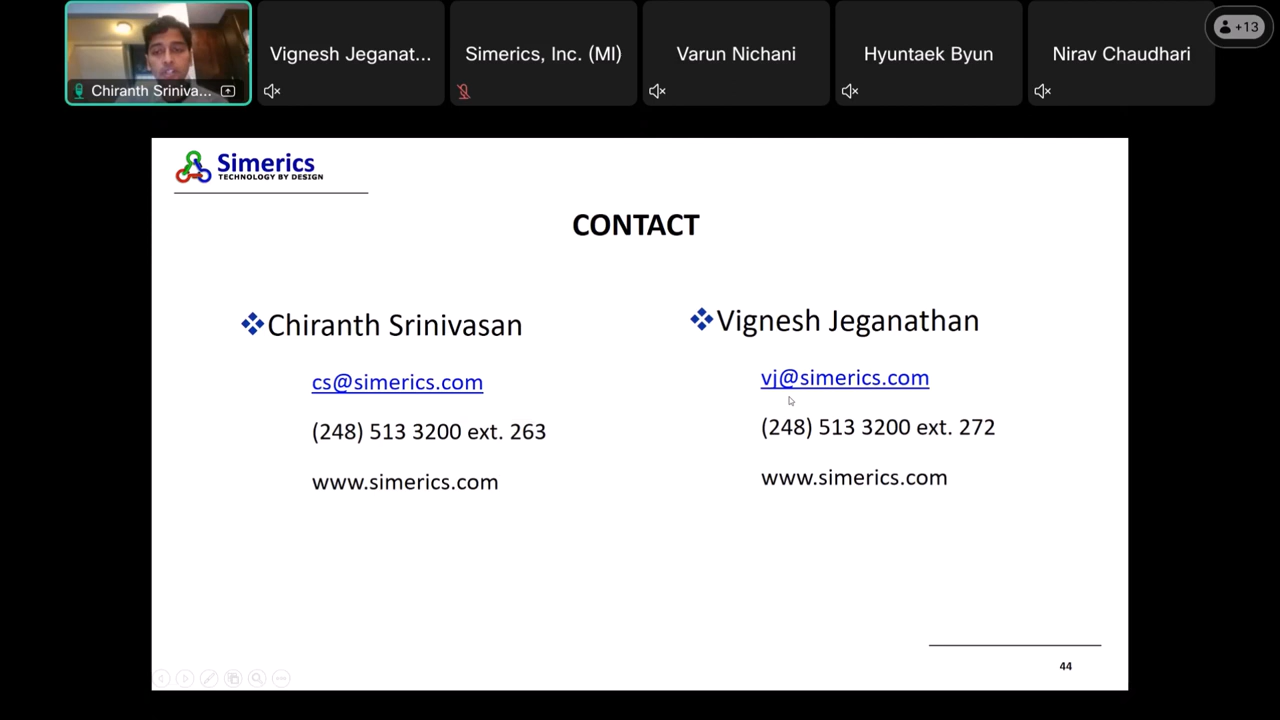 Chiranth Sriniva...
Vignesh Jeganat...
Simerics, Inc. (MI)
Varun Nichani
Hyuntaek Byun
Nirav Chaudhari
+13
Simerics
TECHNOLOGY BY DESIGN
CONTACT
Chiranth Srinivasan
cs@simerics.com
(248) 513 3200 ext. 263
www.simerics.com
Vignesh Jeganathan
vj@simerics.com
(248) 513 3200 ext. 272
www.simerics.com
44